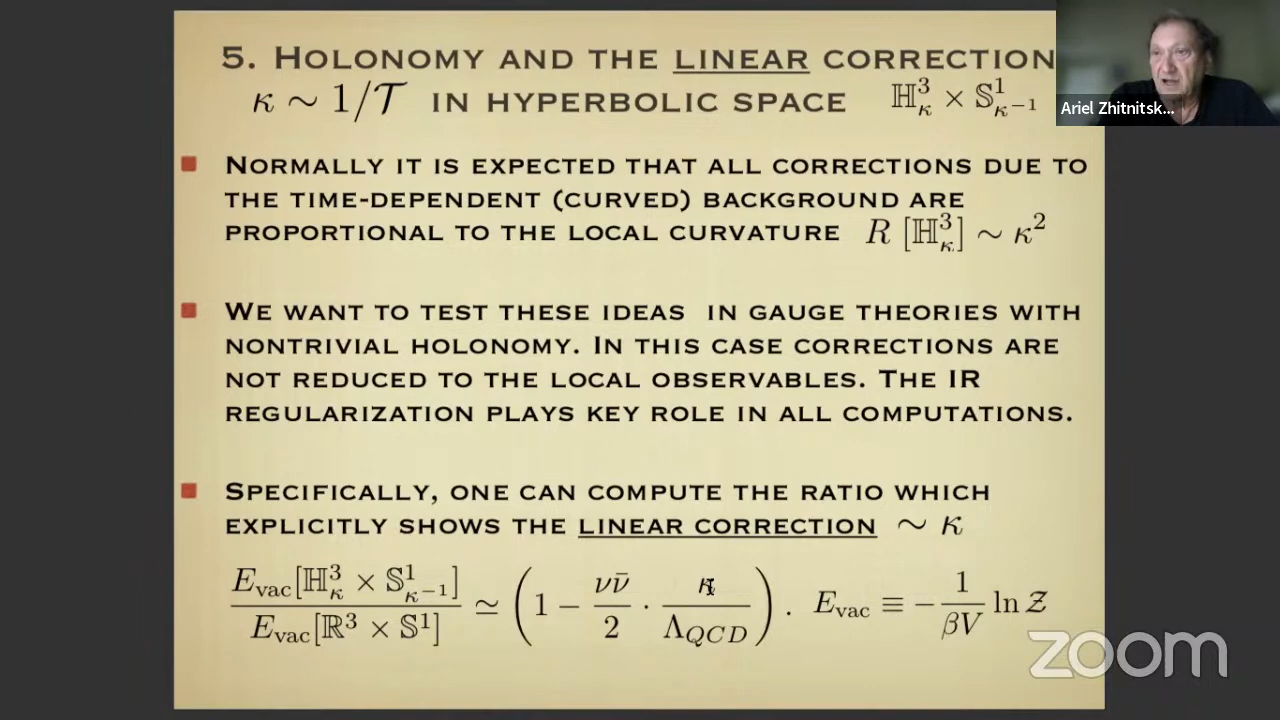 5. HOLONOMY AND THE LINEAR CORRECTION
κ ∼ 1/𝒯 IN HYPERBOLIC SPACE ℍ³_κ × 𝕊¹_{κ⁻¹}
Ariel Zhitnitsk...
NORMALLY IT IS EXPECTED THAT ALL CORRECTIONS DUE TO
THE TIME-DEPENDENT (CURVED) BACKGROUND ARE
PROPORTIONAL TO THE LOCAL CURVATURE R [ℍ³_κ] ∼ κ²
WE WANT TO TEST THESE IDEAS IN GAUGE THEORIES WITH
NONTRIVIAL HOLONOMY. IN THIS CASE CORRECTIONS ARE
NOT REDUCED TO THE LOCAL OBSERVABLES. THE IR
REGULARIZATION PLAYS KEY ROLE IN ALL COMPUTATIONS.
SPECIFICALLY, ONE CAN COMPUTE THE RATIO WHICH
EXPLICITLY SHOWS THE LINEAR CORRECTION ∼ κ
E_vac[ℍ³_κ × 𝕊¹_{κ⁻¹}] / E_vac[ℝ³ × 𝕊¹] ≃ (1 − νν̄/2 · κ/Λ_QCD) . E_vac ≡ −1/βV ln 𝒵
zoom